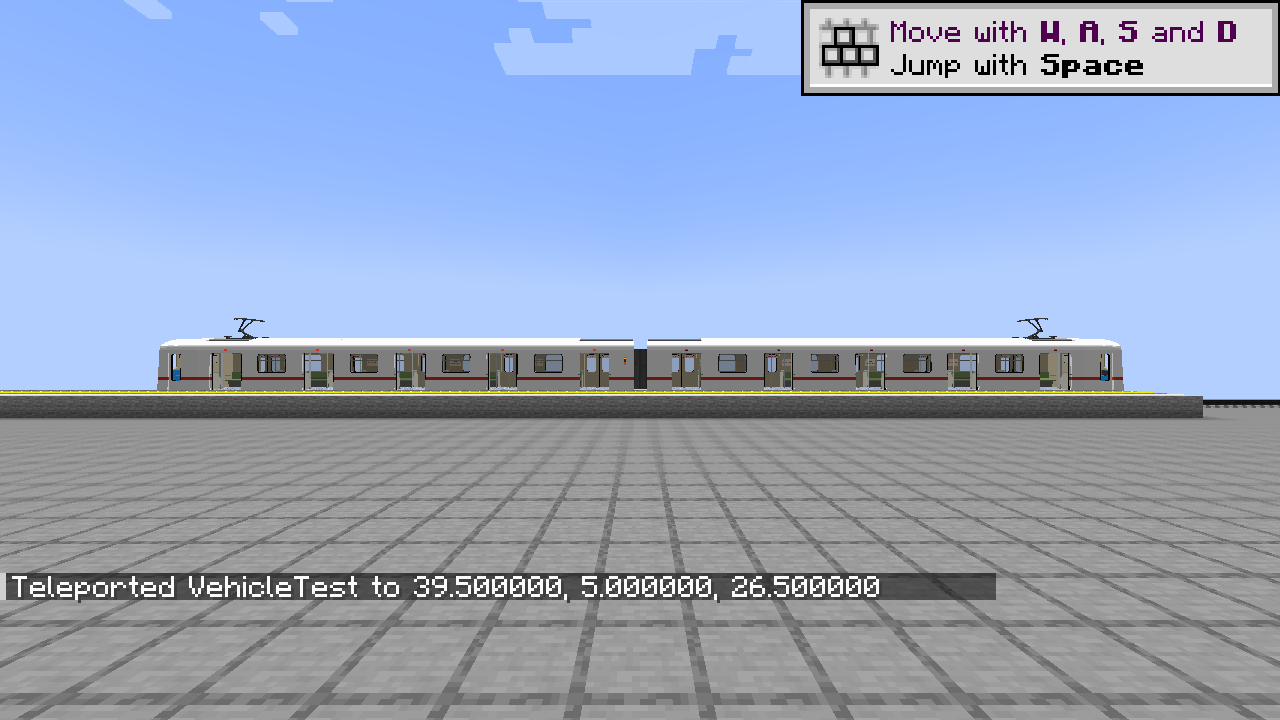 Move with W, A, S and D
Jump with Space
Teleported VehicleTest to 39.500000, 5.000000, 26.500000